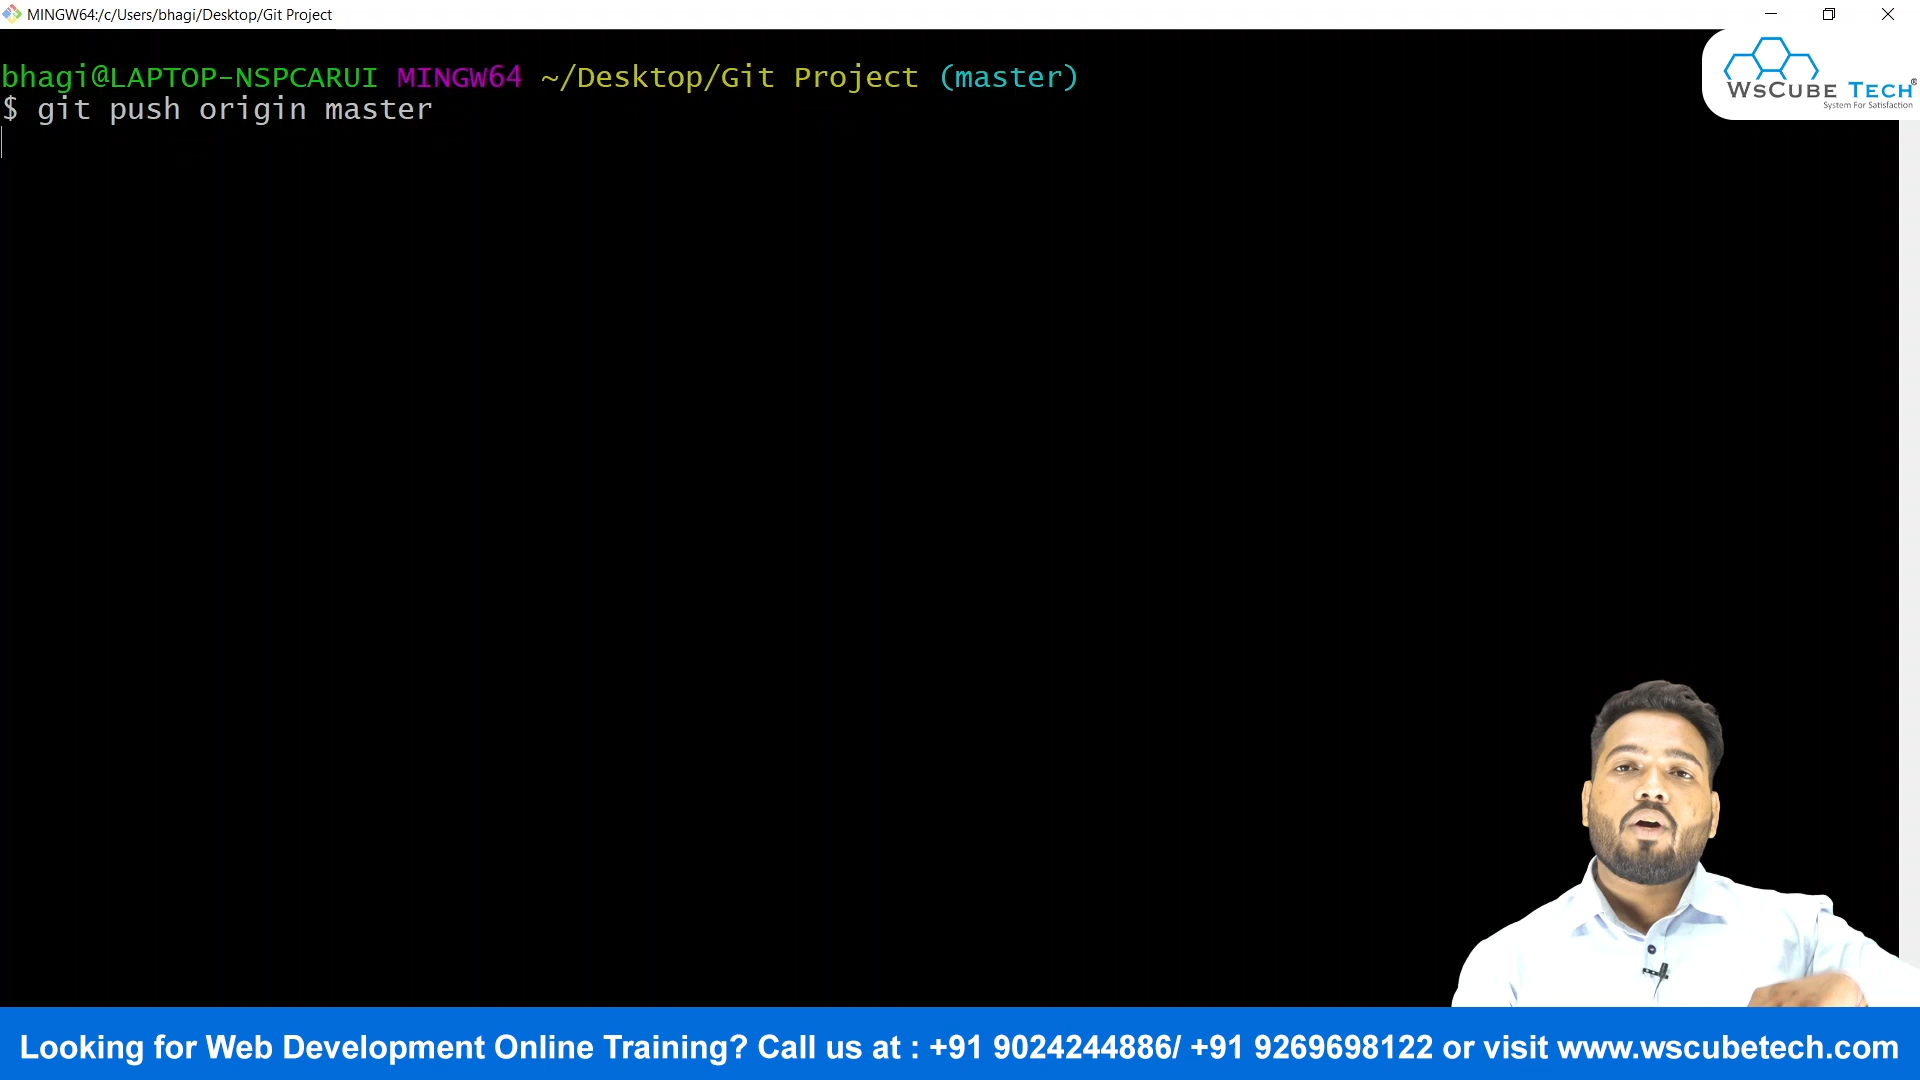 MINGW64:/c/Users/bhagi/Desktop/Git Project
WsCube Tech®
System For Satisfaction
bhagi@LAPTOP-NSPCARUI MINGW64 ~/Desktop/Git Project (master)
$ git push origin master
Looking for Web Development Online Training? Call us at : +91 9024244886/ +91 9269698122 or visit www.wscubetech.com